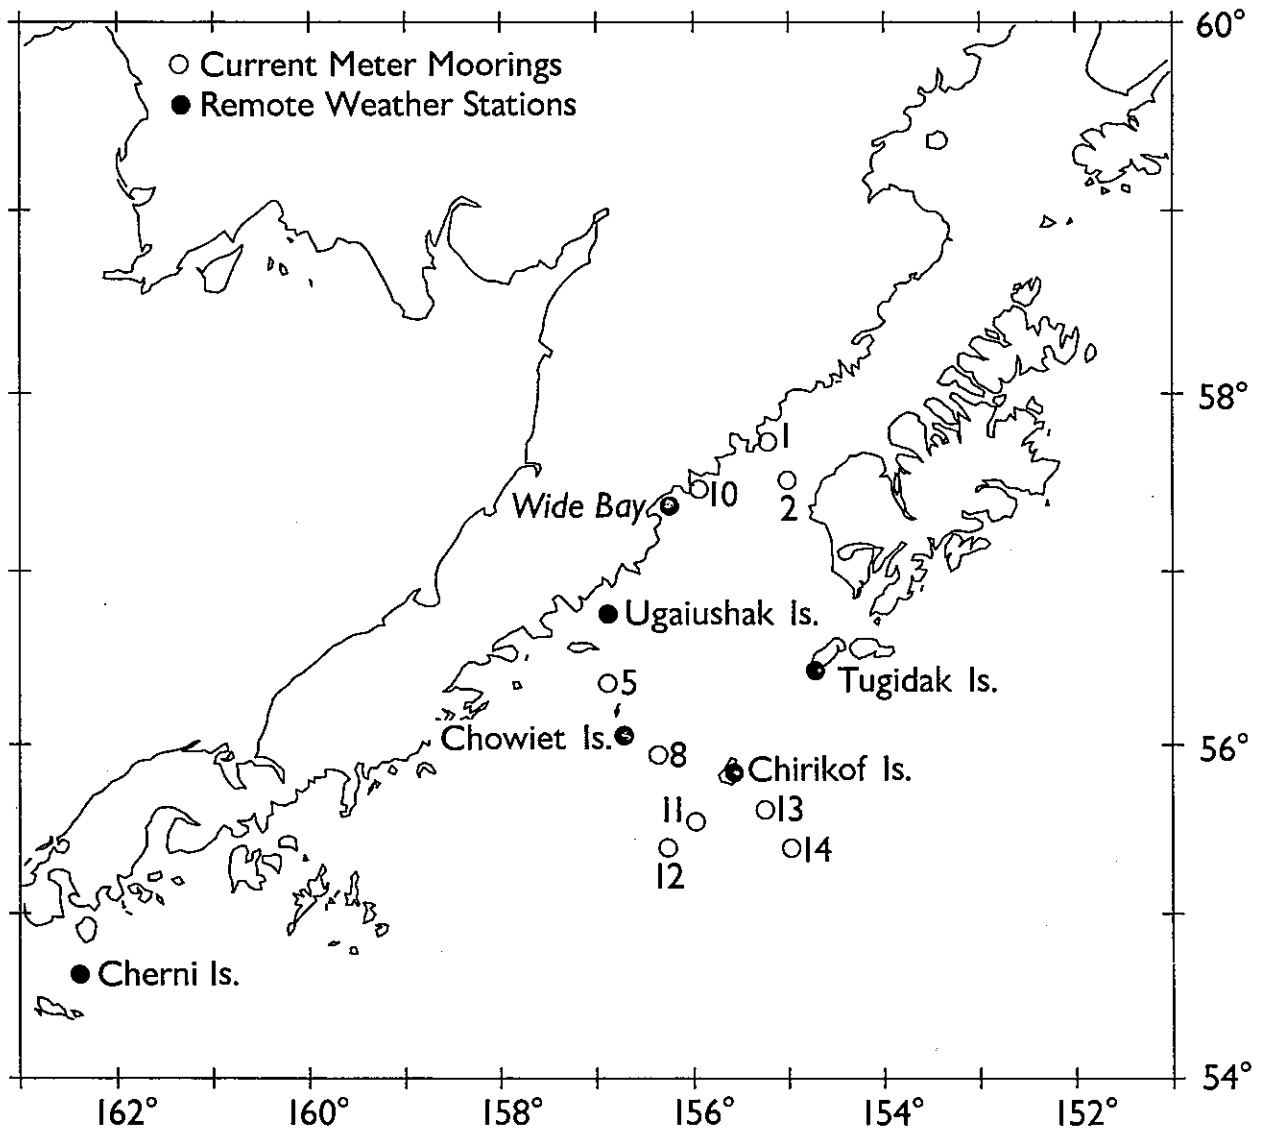 60°
Current Meter Moorings
Remote Weather Stations
58°
1
10
2
Wide Bay
Ugaiushak Is.
Tugidak Is.
5
Chowiet Is.
8
56°
Chirikof Is.
11
13
14
12
Cherni Is.
54°
162° 160° 158° 156° 154° 152°